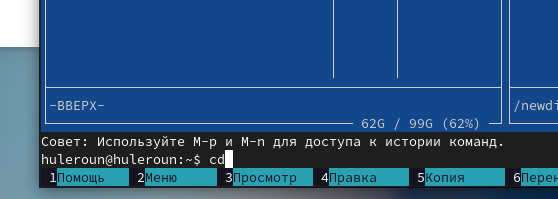 -ВВЕРХ-
/newdi
62G / 99G (62%)
Совет: Используйте M-p и M-n для доступа к истории команд.
huleroun@huleroun:~$ cd
1Помощь 2Меню 3Просмотр 4Правка 5Копия 6Перен